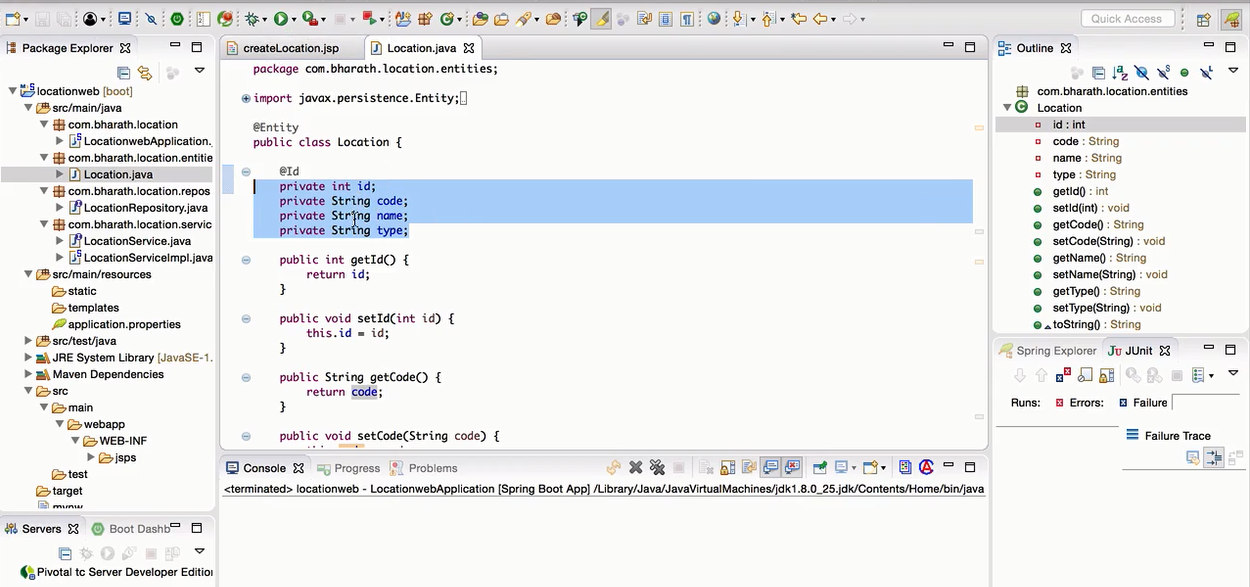 Quick Access
Package Explorer
locationweb [boot]
src/main/java
com.bharath.location
LocationwebApplication.
com.bharath.location.entitie
Location.java
com.bharath.location.repos
LocationRepository.java
com.bharath.location.servic
LocationService.java
LocationServiceImpl.java
src/main/resources
static
templates
application.properties
src/test/java
JRE System Library [JavaSE-1.
Maven Dependencies
src
main
webapp
WEB-INF
jsps
test
target
Servers
Boot Dashb
Pivotal tc Server Developer Edition
createLocation.jsp
Location.java
package com.bharath.location.entities;
import javax.persistence.Entity;
@Entity
public class Location {
@Id
private int id;
private String code;
private String name;
private String type;
public int getId() {
return id;
}
public void setId(int id) {
this.id = id;
}
public String getCode() {
return code;
}
public void setCode(String code) {
Console
Progress
Problems
<terminated> locationweb - LocationwebApplication [Spring Boot App] /Library/Java/JavaVirtualMachines/jdk1.8.0_25.jdk/Contents/Home/bin/java
Outline
com.bharath.location.entities
Location
id : int
code : String
name : String
type : String
getId() : int
setId(int) : void
getCode() : String
setCode(String) : void
getName() : String
setName(String) : void
getType() : String
setType(String) : void
toString() : String
Spring Explorer
JUnit
Runs:
Errors:
Failure
Failure Trace